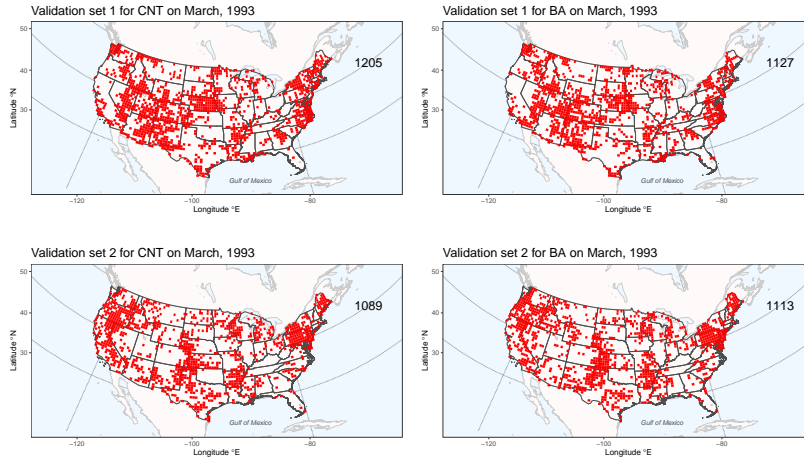 Validation set 1 for CNT on March, 1993
50
40
30
Latitude °N
1205
Gulf of Mexico
−120
−100
−80
Longitude °E
Validation set 1 for BA on March, 1993
50
40
30
Latitude °N
1127
Gulf of Mexico
−120
−100
−80
Longitude °E
Validation set 2 for CNT on March, 1993
50
40
30
Latitude °N
1089
Gulf of Mexico
−120
−100
−80
Longitude °E
Validation set 2 for BA on March, 1993
50
40
30
Latitude °N
1113
Gulf of Mexico
−120
−100
−80
Longitude °E